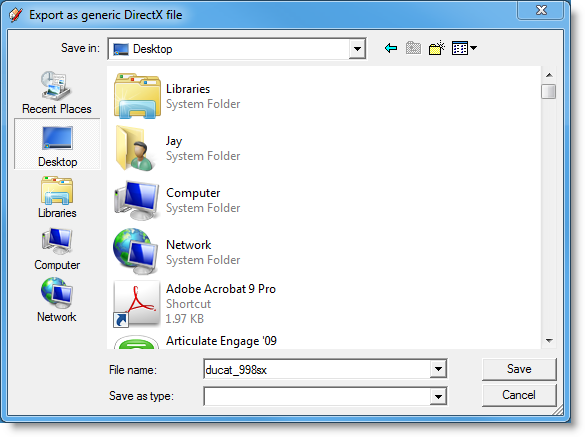 Export as generic DirectX file
Save in: Desktop
Recent Places
Desktop
Libraries
Computer
Network
Libraries
System Folder
Jay
System Folder
Computer
System Folder
Network
System Folder
Adobe Acrobat 9 Pro
Shortcut
1.97 KB
Articulate Engage '09
File name: ducat_998sx Save
Save as type: Cancel